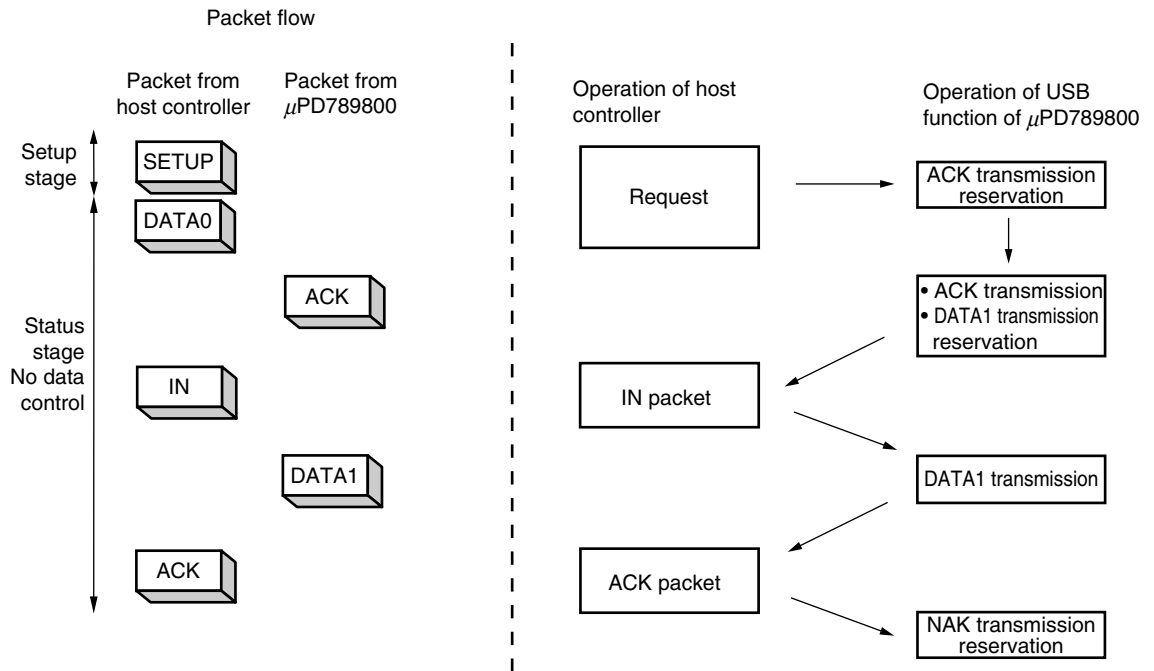 Packet flow
Packet from
host controller
Packet from
μPD789800
Setup
stage
SETUP
DATA0
ACK
Status
stage
No data
control
IN
DATA1
ACK
Operation of host
controller
Operation of USB
function of μPD789800
Request
ACK transmission
reservation
• ACK transmission
• DATA1 transmission
reservation
IN packet
DATA1 transmission
ACK packet
NAK transmission
reservation